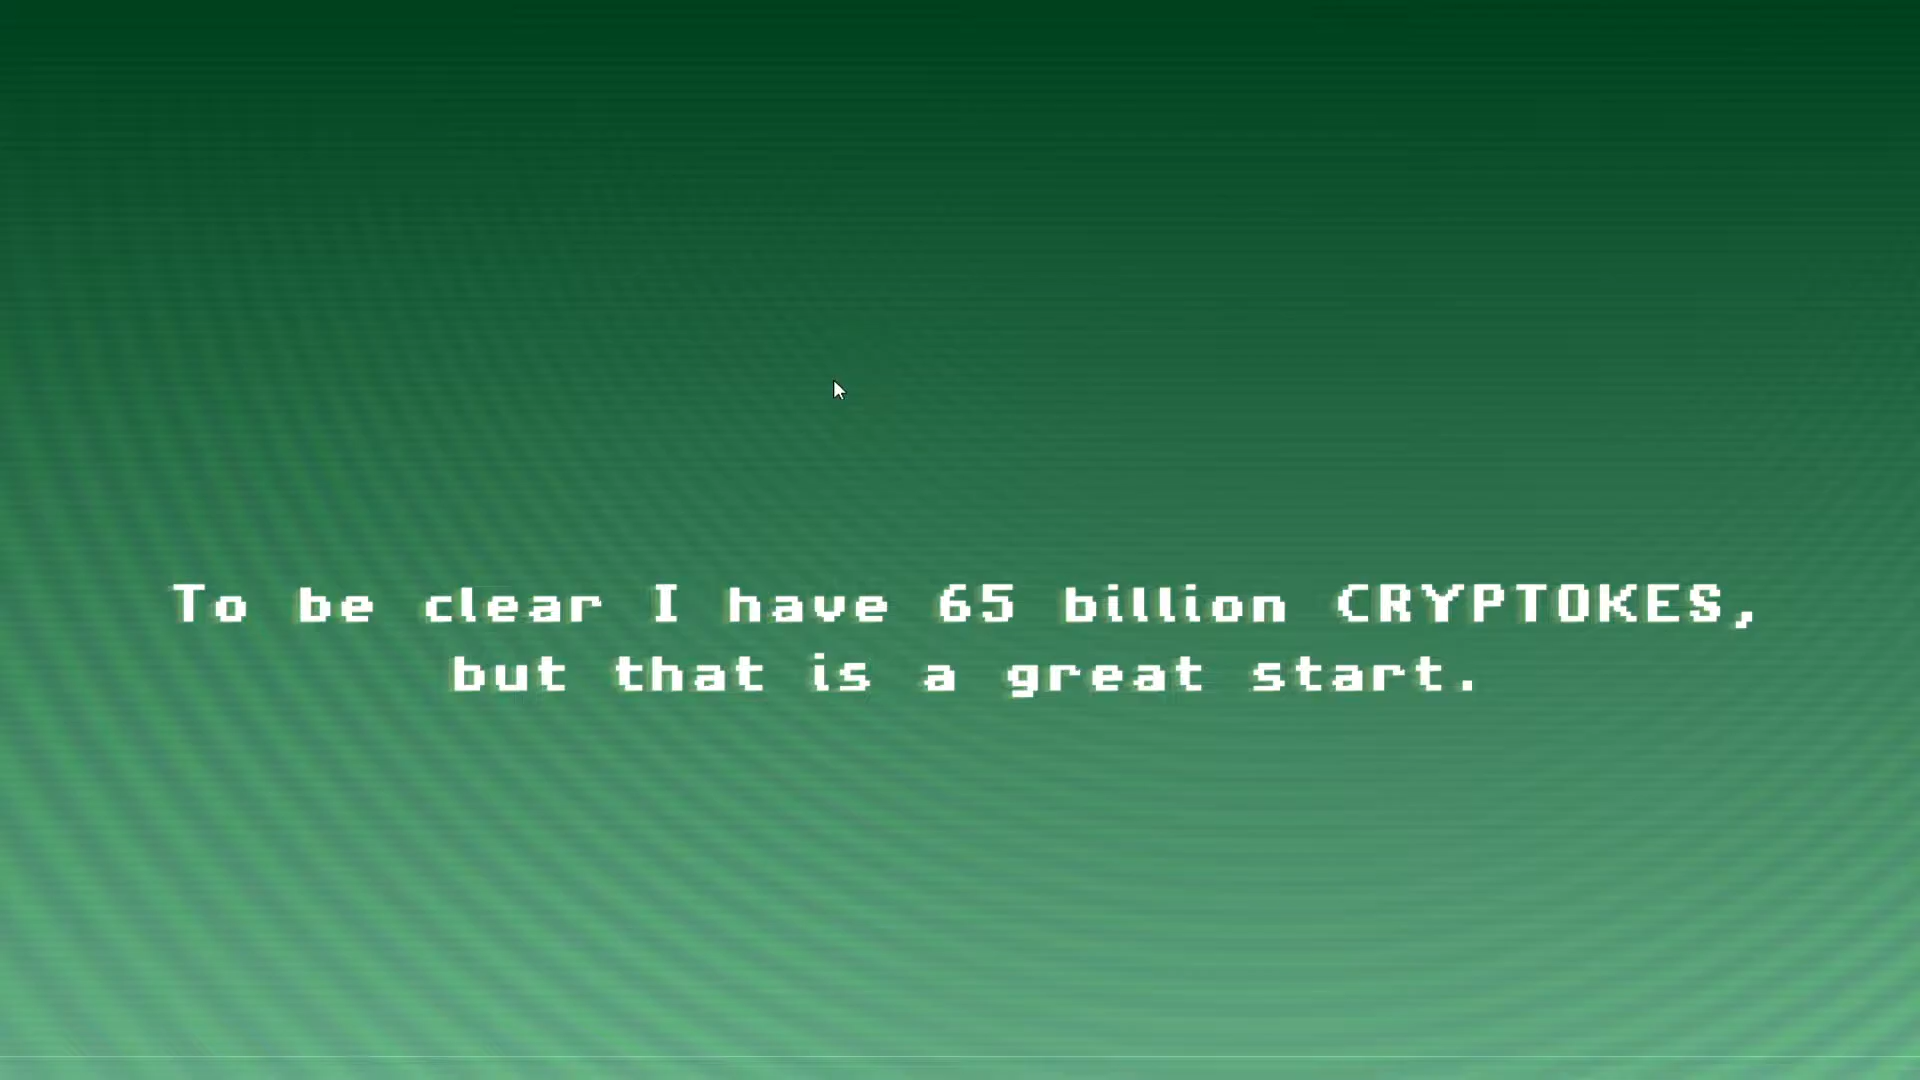 To be clear I have 65 billion CRYPTOKES,
but that is a great start.